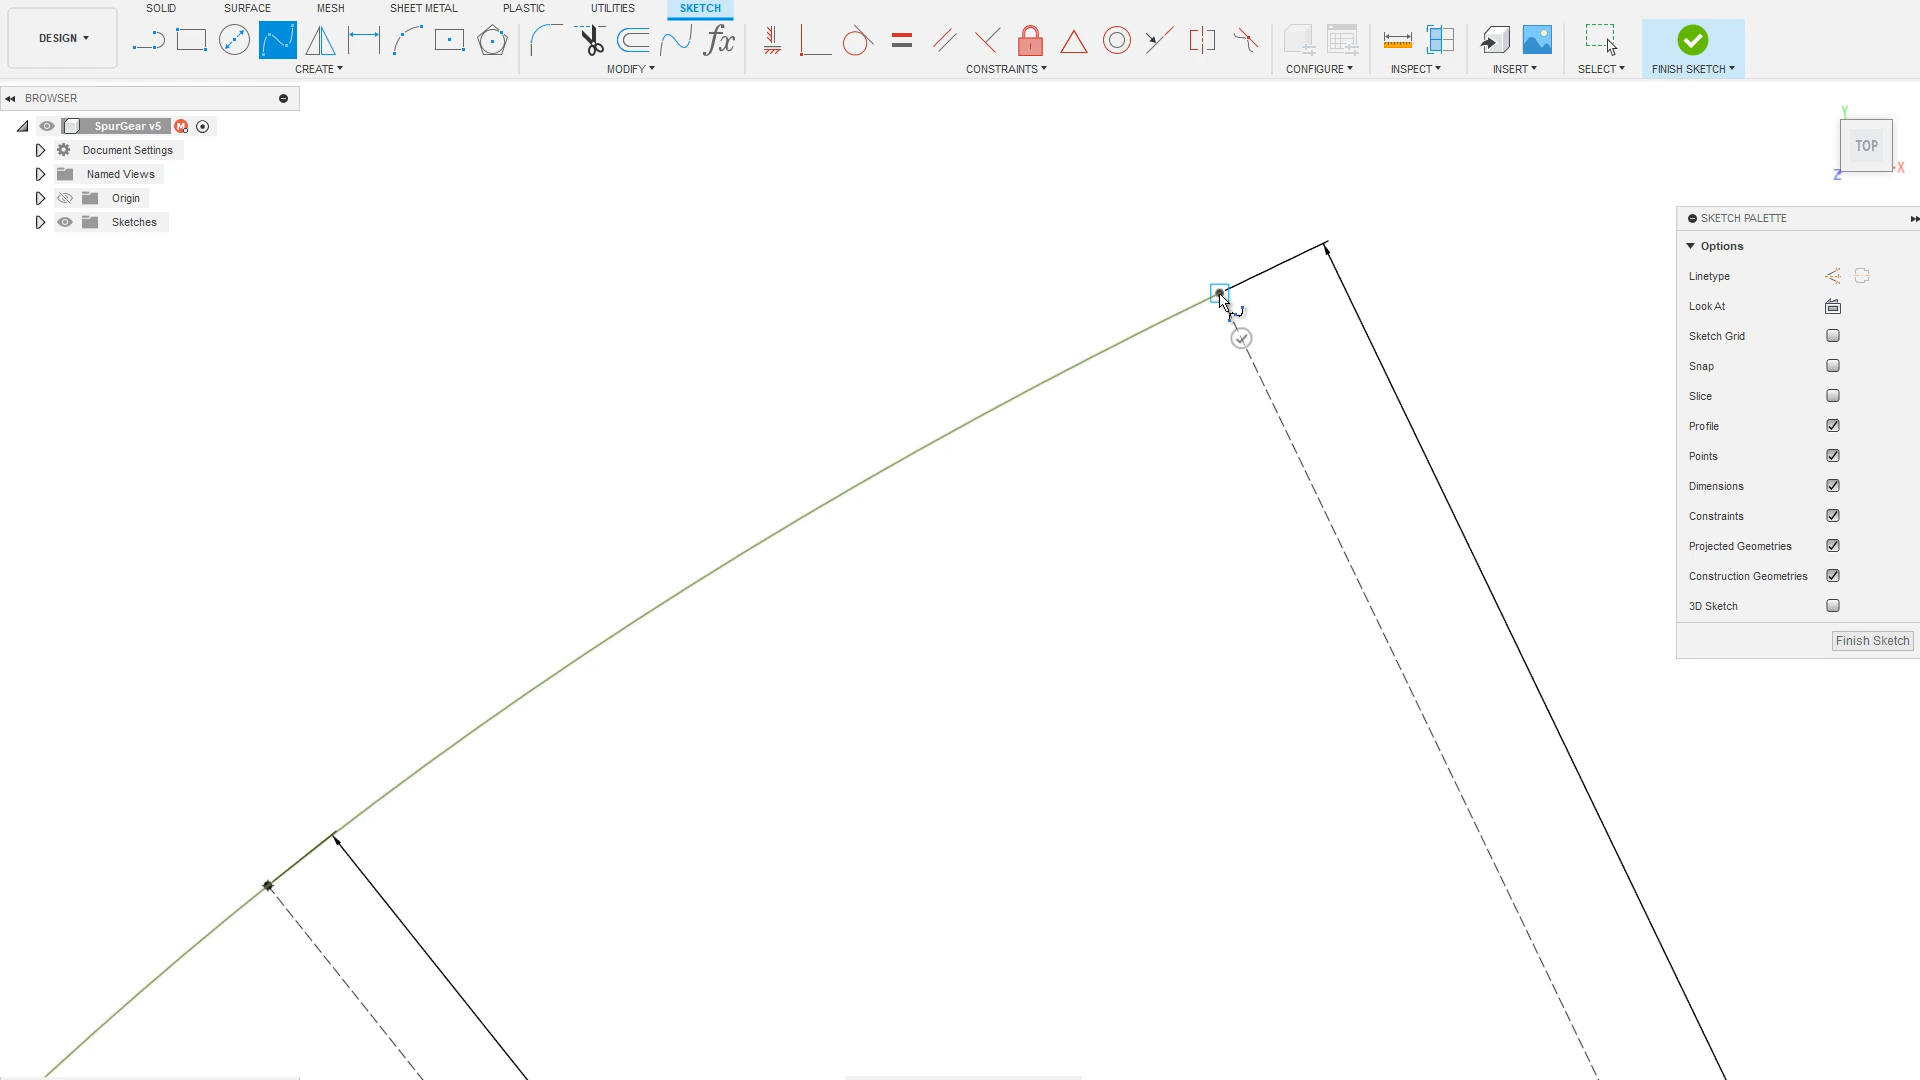 SOLID SURFACE MESH SHEET METAL PLASTIC UTILITIES SKETCH
DESIGN
fx
CREATE MODIFY CONSTRAINTS CONFIGURE INSPECT INSERT SELECT FINISH SKETCH
BROWSER
SpurGear v5 M
Document Settings
Named Views
Origin
Sketches
Y
TOP
X
Z
SKETCH PALETTE
Options
Linetype
Look At
Sketch Grid
Snap
Slice
Profile
Points
Dimensions
Constraints
Projected Geometries
Construction Geometries
3D Sketch
Finish Sketch